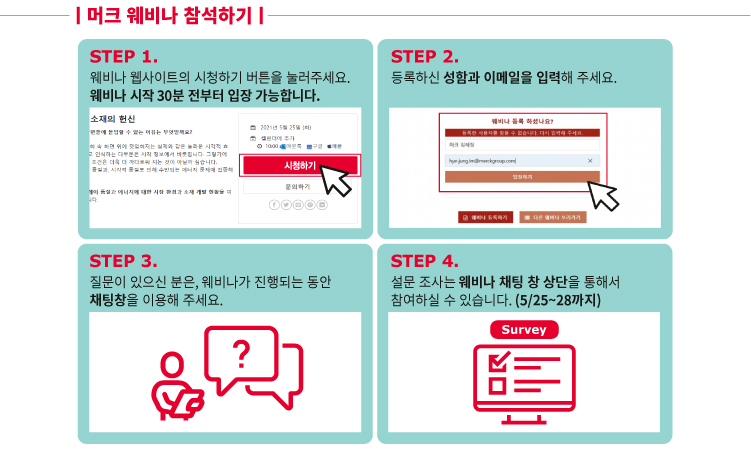 | 머크 웨비나 참석하기 |
STEP 1.
웨비나 웹사이트의 시청하기 버튼을 눌러주세요.
웨비나 시작 30분 전부터 입장 가능합니다.
소재의 헌신
2021년 5월 25일 (화)
캘린더에 추가
10:00
시청하기
문의하기
STEP 2.
등록하신 성함과 이메일을 입력해 주세요.
웨비나 등록 하셨나요?
등록한 사용자를 찾을 수 없습니다. 다시 입력해 주세요.
hye-jung.lim@merckgroup.com
입장하기
웨비나 등록하기
다른 웨비나 보러가기
STEP 3.
질문이 있으신 분은, 웨비나가 진행되는 동안
채팅창을 이용해 주세요.
?
STEP 4.
설문 조사는 웨비나 채팅 창 상단을 통해서
참여하실 수 있습니다. (5/25~28까지)
Survey